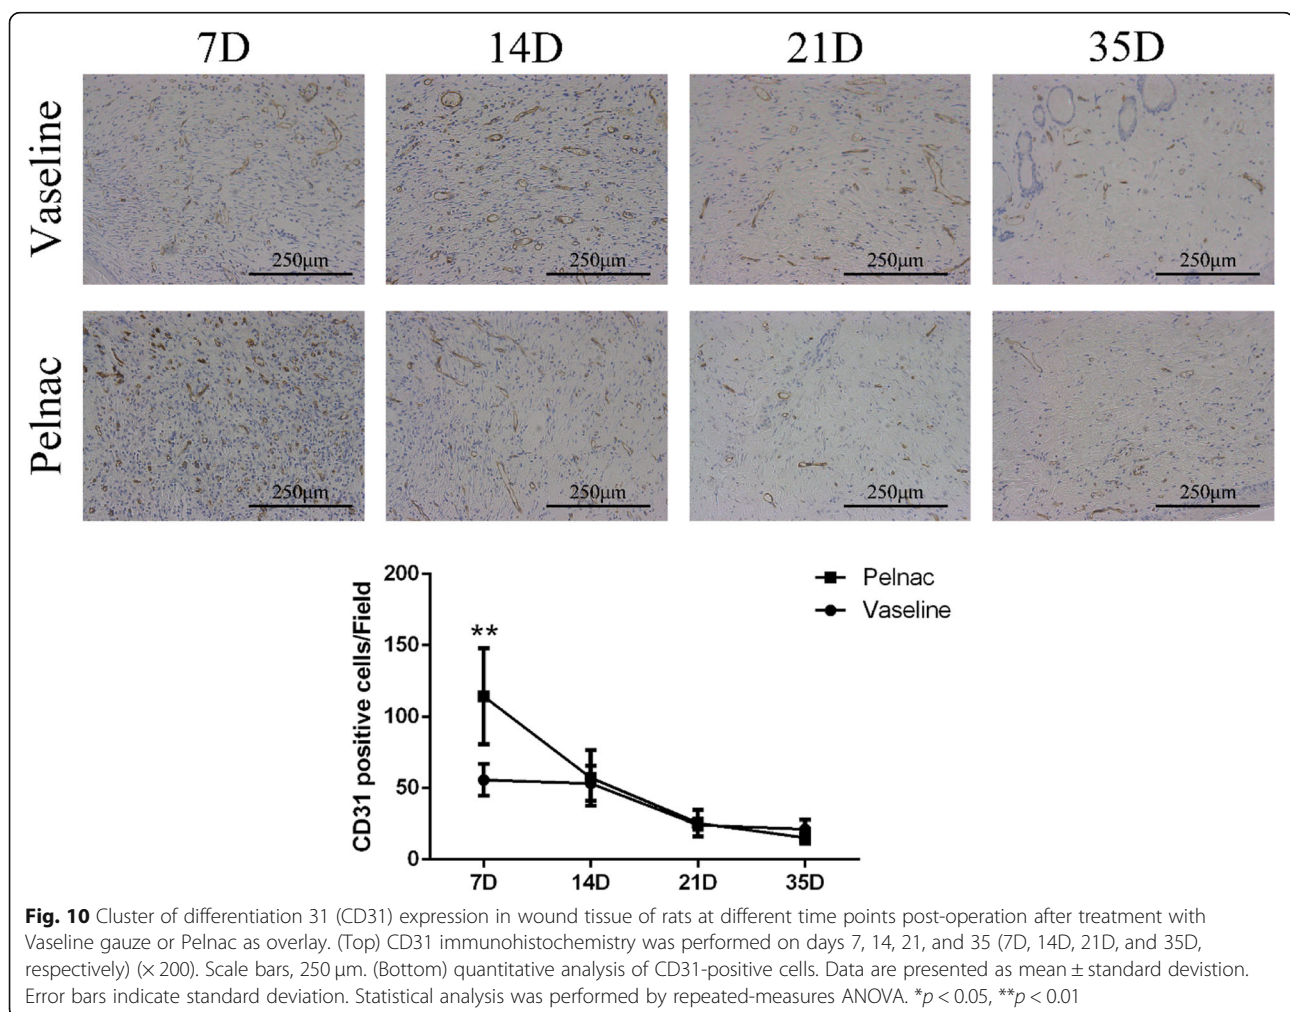 7D 14D 21D 35D
Vaseline
250µm 250µm 250µm 250µm
Pelnac
250µm 250µm 250µm 250µm
CD31 positive cells/Field
200
150
100
50
0
**
7D 14D 21D 35D
Pelnac
Vaseline
Fig. 10 Cluster of differentiation 31 (CD31) expression in wound tissue of rats at different time points post-operation after treatment with
Vaseline gauze or Pelnac as overlay. (Top) CD31 immunohistochemistry was performed on days 7, 14, 21, and 35 (7D, 14D, 21D, and 35D,
respectively) (× 200). Scale bars, 250 µm. (Bottom) quantitative analysis of CD31-positive cells. Data are presented as mean ± standard devistion.
Error bars indicate standard deviation. Statistical analysis was performed by repeated-measures ANOVA. *p < 0.05, **p < 0.01